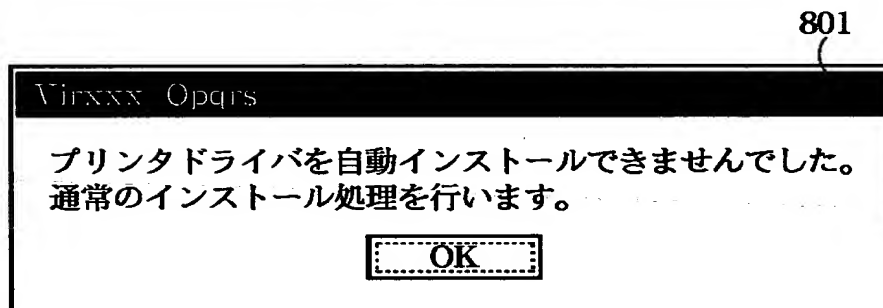 801
Virxxx Opqrs
プリンタドライバを自動インストールできませんでした。
通常のインストール処理を行います。
OK